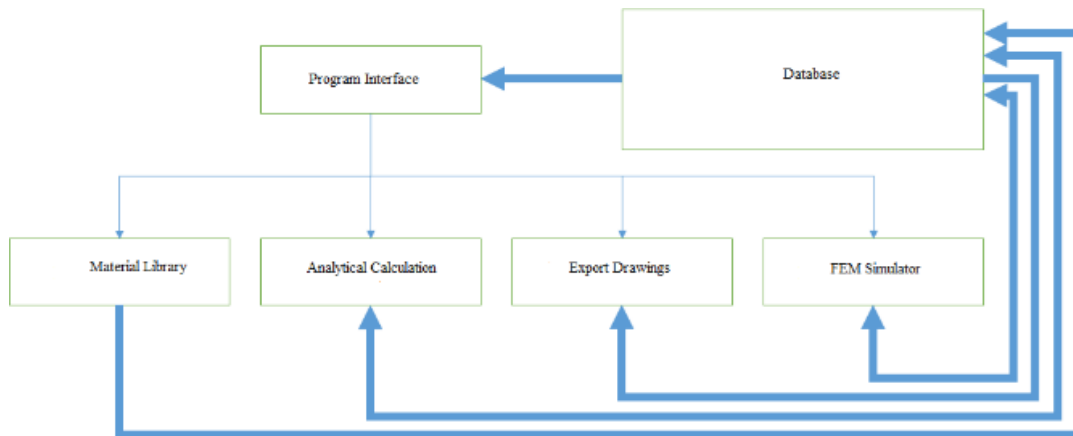 Database
Program Interface
Material Library
Analytical Calculation
Export Drawings
FEM Simulator